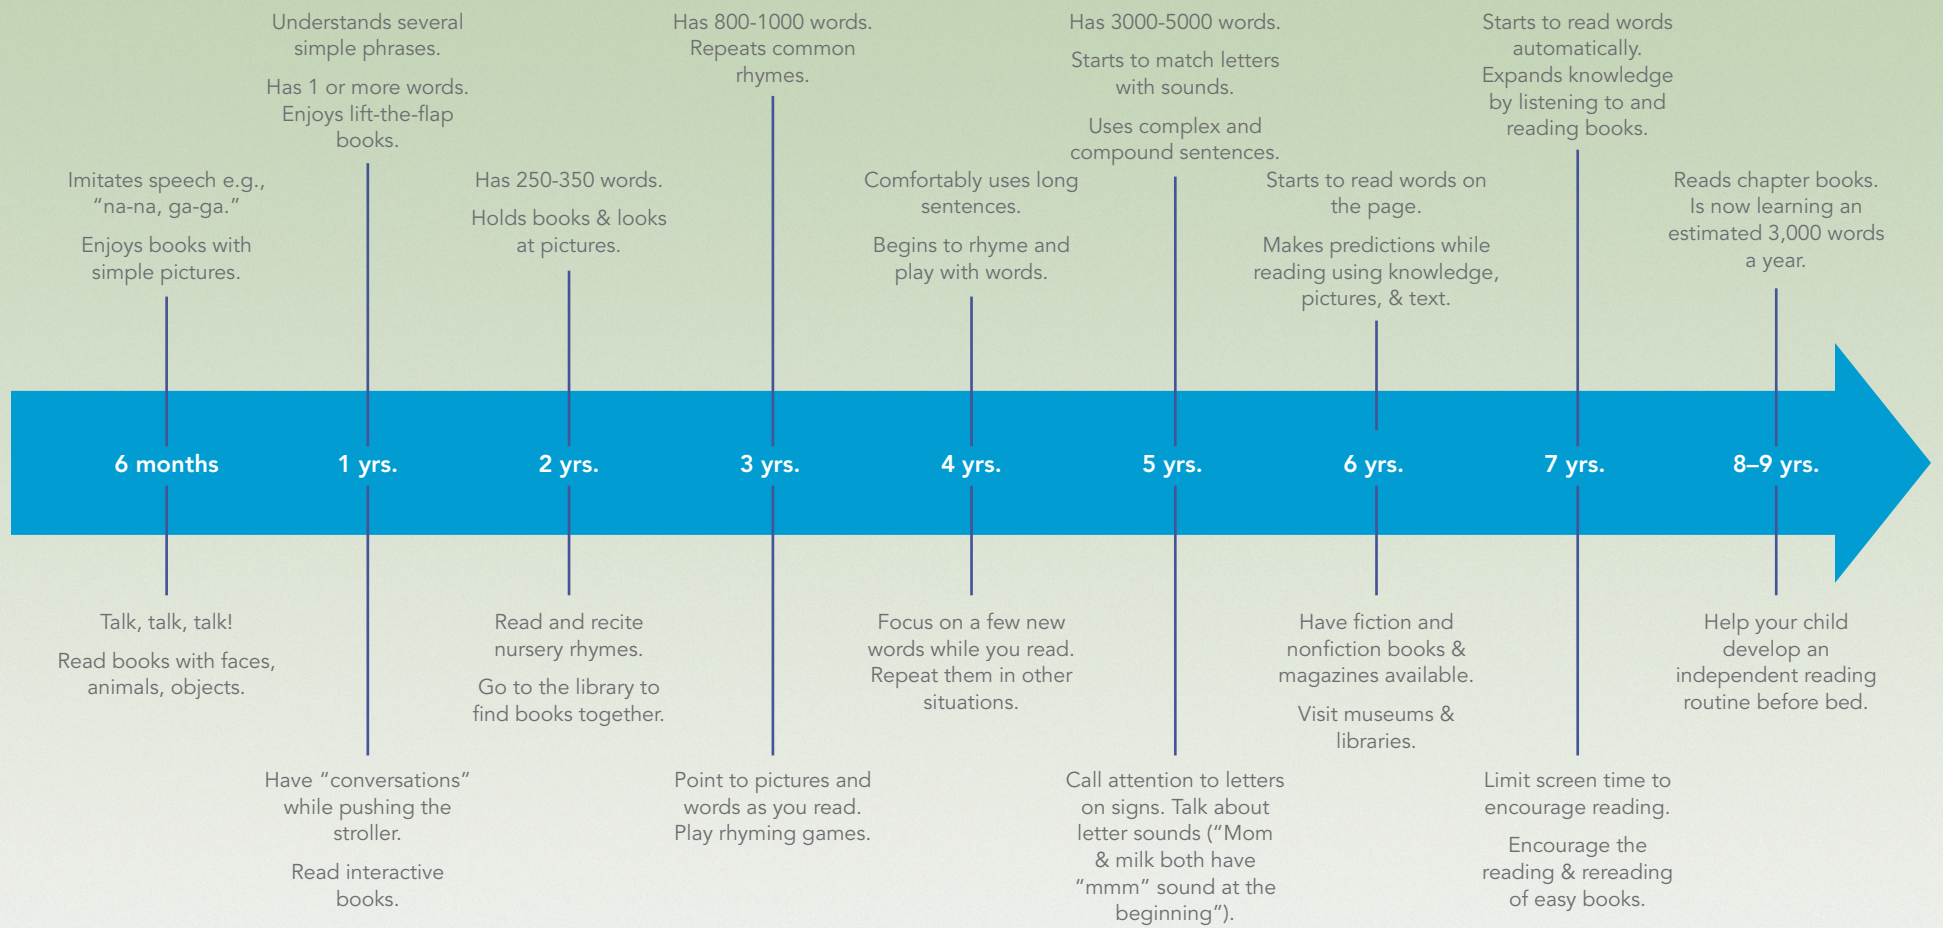 Understands several
simple phrases.
Has 1 or more words.
Enjoys lift-the-flap
books.
Has 800-1000 words.
Repeats common
rhymes.
Has 3000-5000 words.
Starts to match letters
with sounds.
Uses complex and
compound sentences.
Starts to read words
automatically.
Expands knowledge
by listening to and
reading books.
Imitates speech e.g.,
“na-na, ga-ga.”
Enjoys books with
simple pictures.
Has 250-350 words.
Holds books & looks
at pictures.
Comfortably uses long
sentences.
Begins to rhyme and
play with words.
Starts to read words on
the page.
Makes predictions while
reading using knowledge,
pictures, & text.
Reads chapter books.
Is now learning an
estimated 3,000 words
a year.
6 months
1 yrs.
2 yrs.
3 yrs.
4 yrs.
5 yrs.
6 yrs.
7 yrs.
8–9 yrs.
Talk, talk, talk!
Read books with faces,
animals, objects.
Read and recite
nursery rhymes.
Go to the library to
find books together.
Focus on a few new
words while you read.
Repeat them in other
situations.
Have fiction and
nonfiction books &
magazines available.
Visit museums &
libraries.
Help your child
develop an
independent reading
routine before bed.
Have “conversations”
while pushing the
stroller.
Read interactive
books.
Point to pictures and
words as you read.
Play rhyming games.
Call attention to letters
on signs. Talk about
letter sounds (“Mom
& milk both have
“mmm” sound at the
beginning”).
Limit screen time to
encourage reading.
Encourage the
reading & rereading
of easy books.